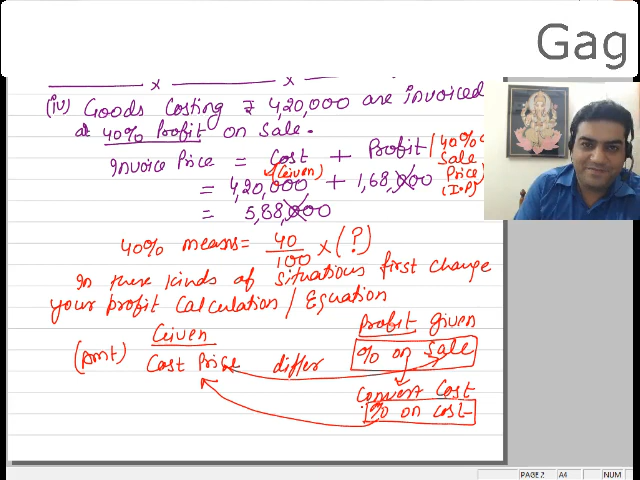 Gag
(iv) Goods Costing ₹ 4,20,000 are invoiced
at 40% Profit on Sale.
Invoice Price = Cost + Profit / 40% o
Sale
(Given)
Price
(I.P)
= 4,20,000 + 1,68,000
= 5,88,000
40% means = 40/100 × (?)
In these kinds of situations first change
your profit Calculation / Equation
Given
Profit given
(Amt) Cost Price differ % on Sale
Convert Cost
% on cost
PAGE 2 A4 NUM